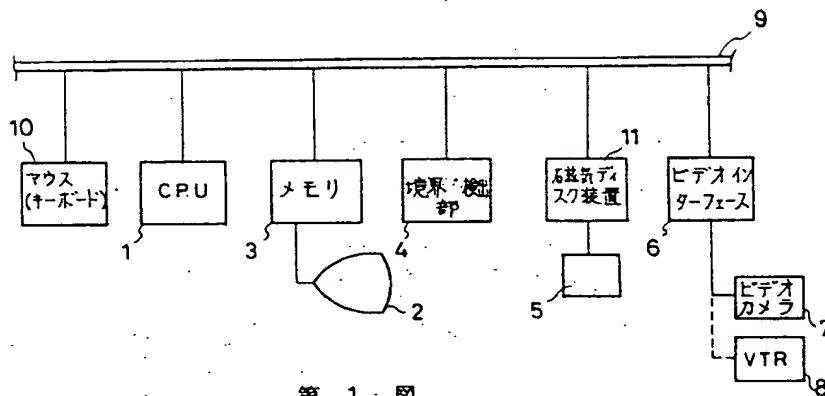 9
10
マウス
(キーボード)
CPU
1
メモリ
3
2
境界検出
部
4
11
磁気ディ
スク装置
5
ビデオイン
ターフェース
6
ビデオ
カメラ
7
VTR
8
第 1 図